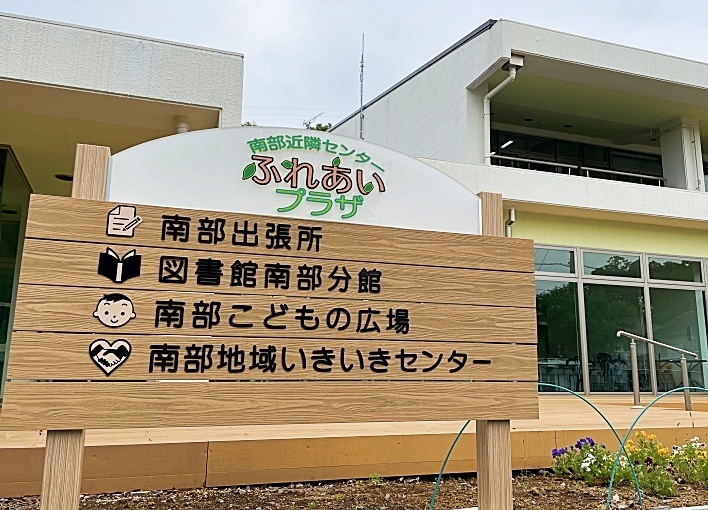 南部近隣センター
ふれあい
プラザ
南部出張所
図書館南部分館
南部こどもの広場
南部地域いきいきセンター